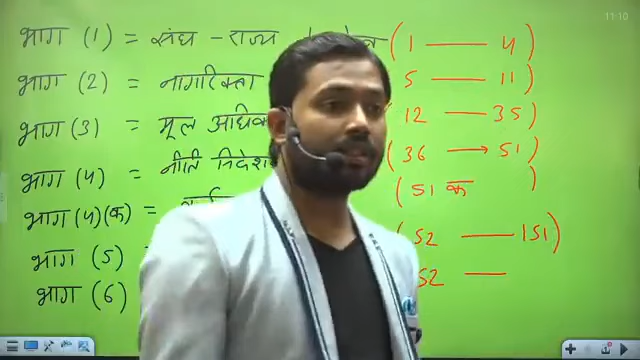 11:10
भाग (1) = संघ - राज्य (1 — 4)
भाग (2) = नागरिकता 5 — 11)
भाग (3) = मूल 12 — 35)
भाग (4) = नीति निदेश (36 → 51)
भाग (4)(क) = (51 क )
भाग (5) (52 — 151)
भाग (6) 52 —